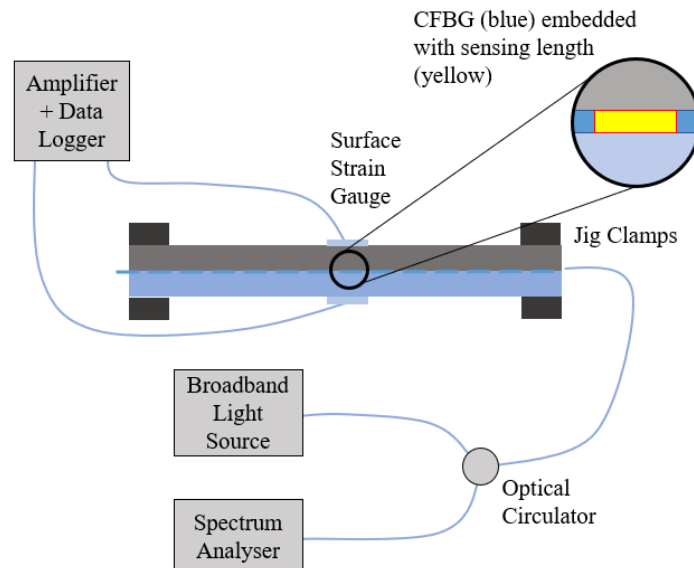 CFBG (blue) embedded
with sensing length
(yellow)
Amplifier
+ Data
Logger
Surface
Strain
Gauge
Jig Clamps
Broadband
Light
Source
Optical
Circulator
Spectrum
Analyser